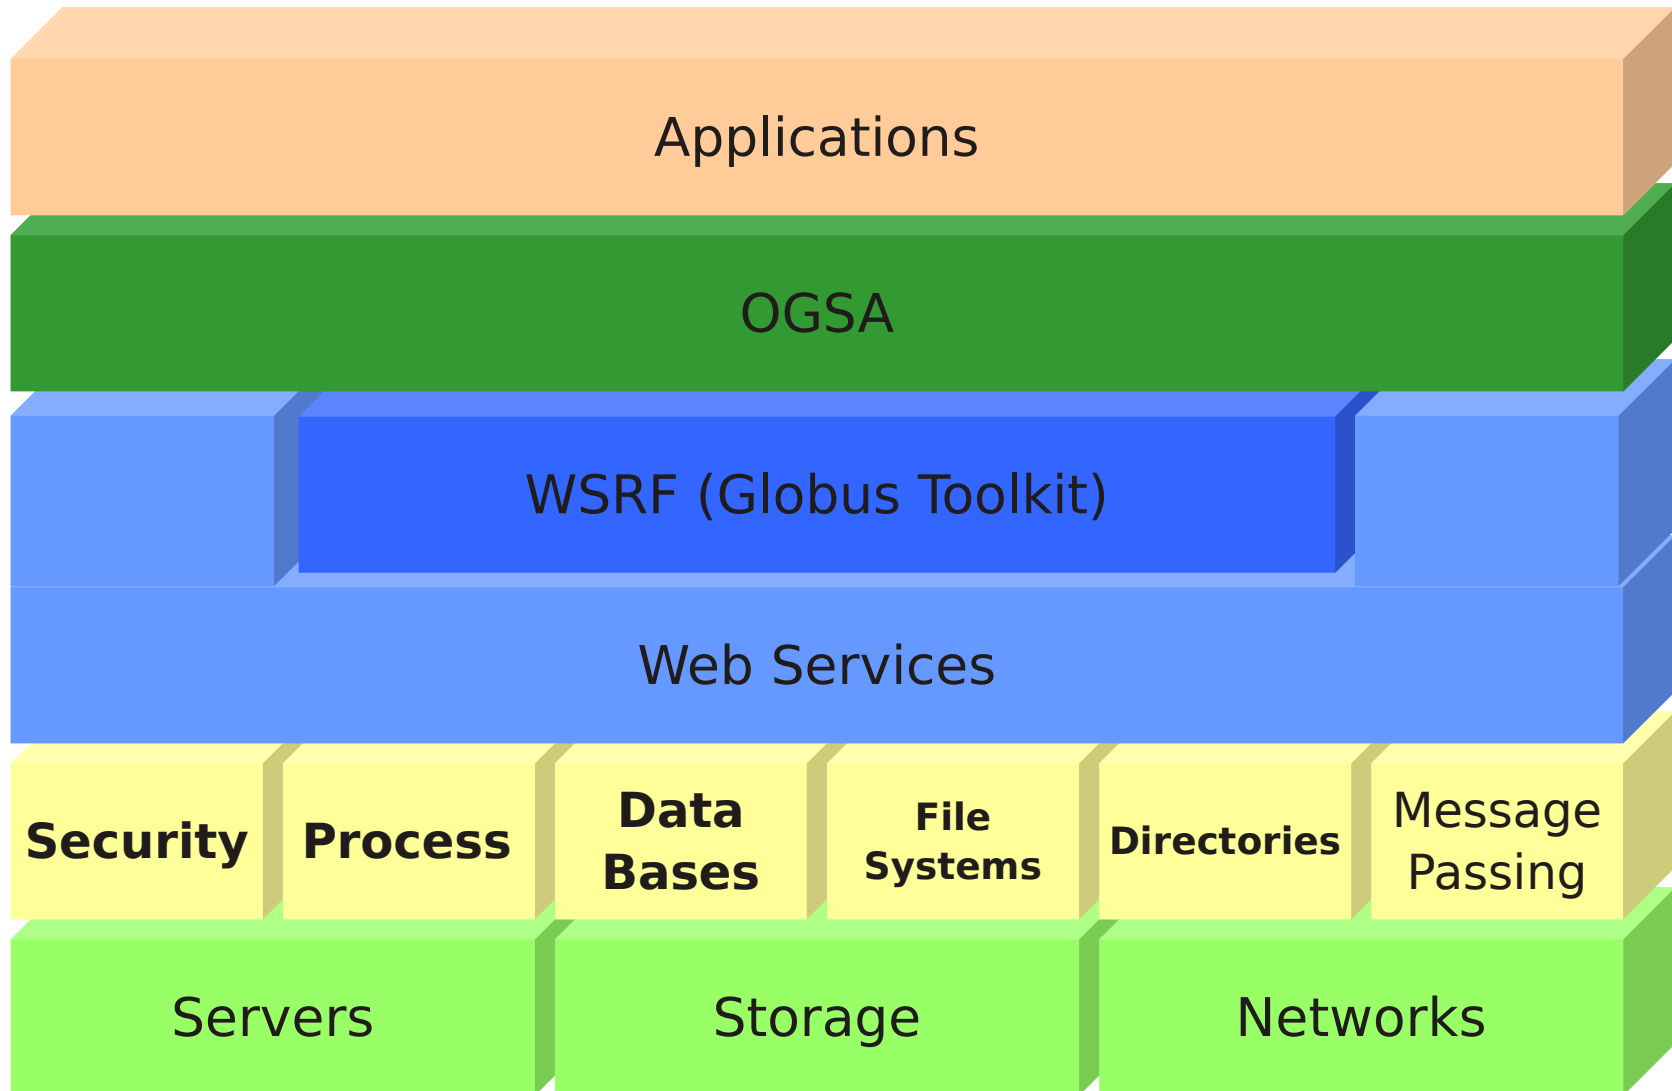 Applications
OGSA
WSRF (Globus Toolkit)
Web Services
Security
Process
Data
Bases
File
Systems
Directories
Message
Passing
Servers
Storage
Networks